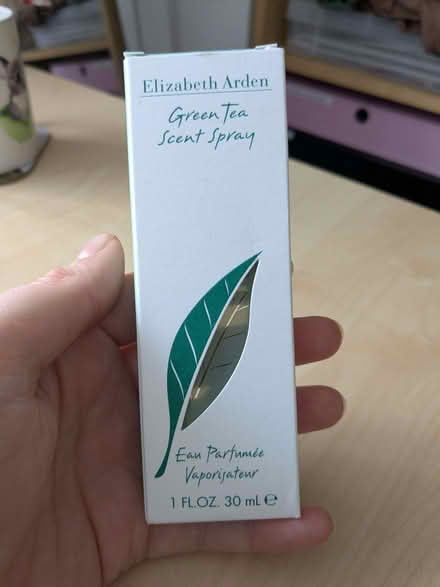 Elizabeth Arden
Green Tea
Scent Spray
Eau Parfumée
Vaporisateur
1 FL.OZ. 30 mL ℮